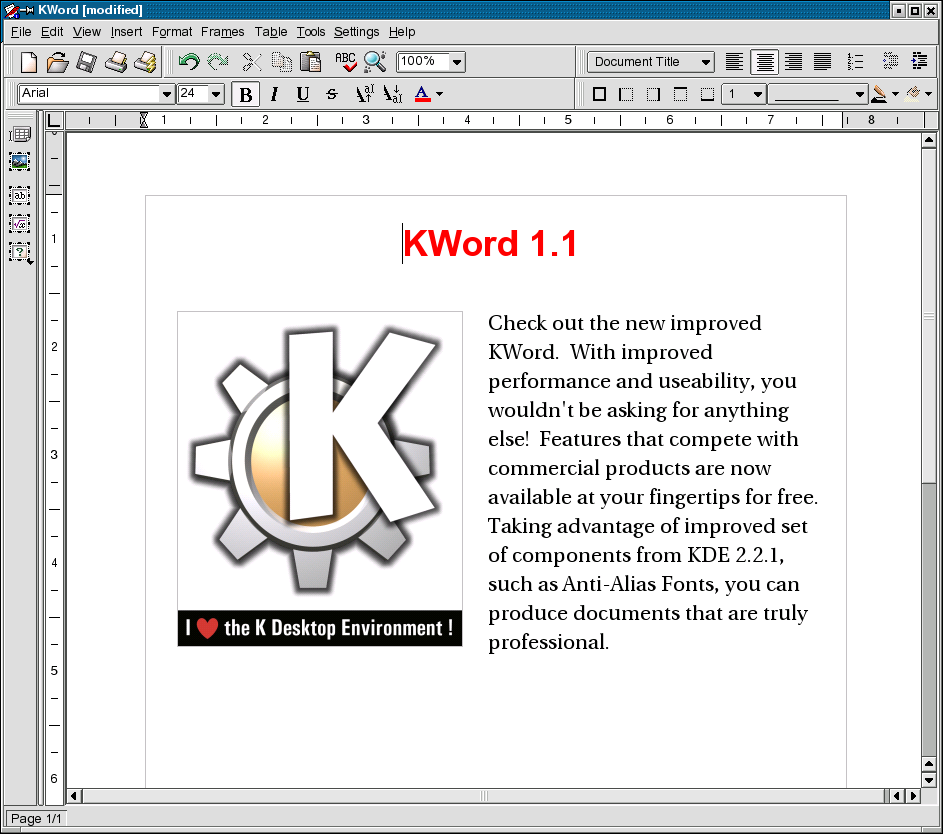 KWord [modified]
File Edit View Insert Format Frames Table Tools Settings Help
ABC 100% Document Title
Arial 24 B I U S A 1
1 2 3 4 5 6 7 8
KWord 1.1
Check out the new improved
KWord.  With improved
performance and useability, you
wouldn't be asking for anything
else!  Features that compete with
commercial products are now
available at your fingertips for free.
Taking advantage of improved set
of components from KDE 2.2.1,
such as Anti-Alias Fonts, you can
produce documents that are truly
professional.
K
I ♥ the K Desktop Environment !
1
2
3
4
5
6
ab
Page 1/1